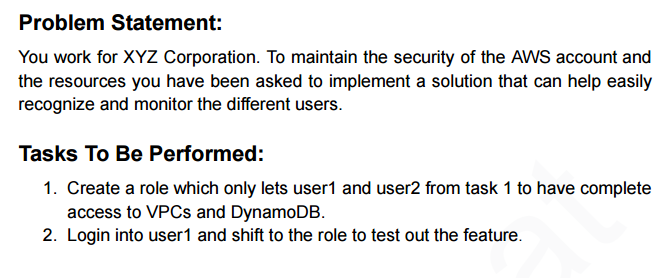 Problem Statement:
You work for XYZ Corporation. To maintain the security of the AWS account and
the resources you have been asked to implement a solution that can help easily
recognize and monitor the different users.
Tasks To Be Performed:
1. Create a role which only lets user1 and user2 from task 1 to have complete
access to VPCs and DynamoDB.
2. Login into user1 and shift to the role to test out the feature.